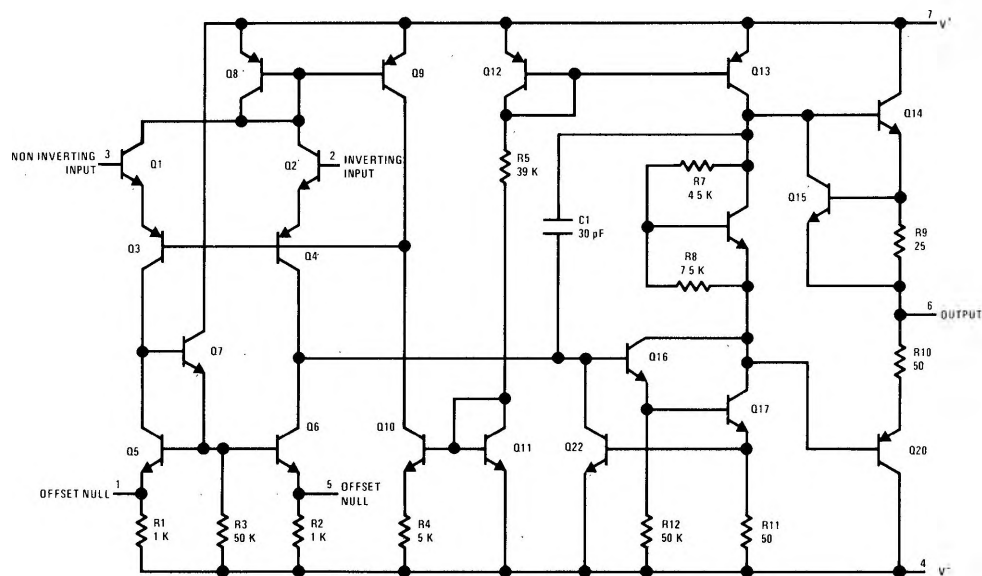 7 V+
Q8
Q9
Q12
Q13
Q14
3
NON INVERTING
INPUT
Q1
Q2
2 INVERTING
INPUT
R5
39 K
R7
4 5 K
Q15
Q3
Q4
C1
30 pF
R8
7 5 K
R9
25
6
OUTPUT
Q7
Q16
R10
50
Q5
Q6
Q10
Q11
Q22
Q17
Q20
OFFSET NULL 1
5 OFFSET
NULL
R1
1 K
R3
50 K
R2
1 K
R4
5 K
R12
50 K
R11
50
4